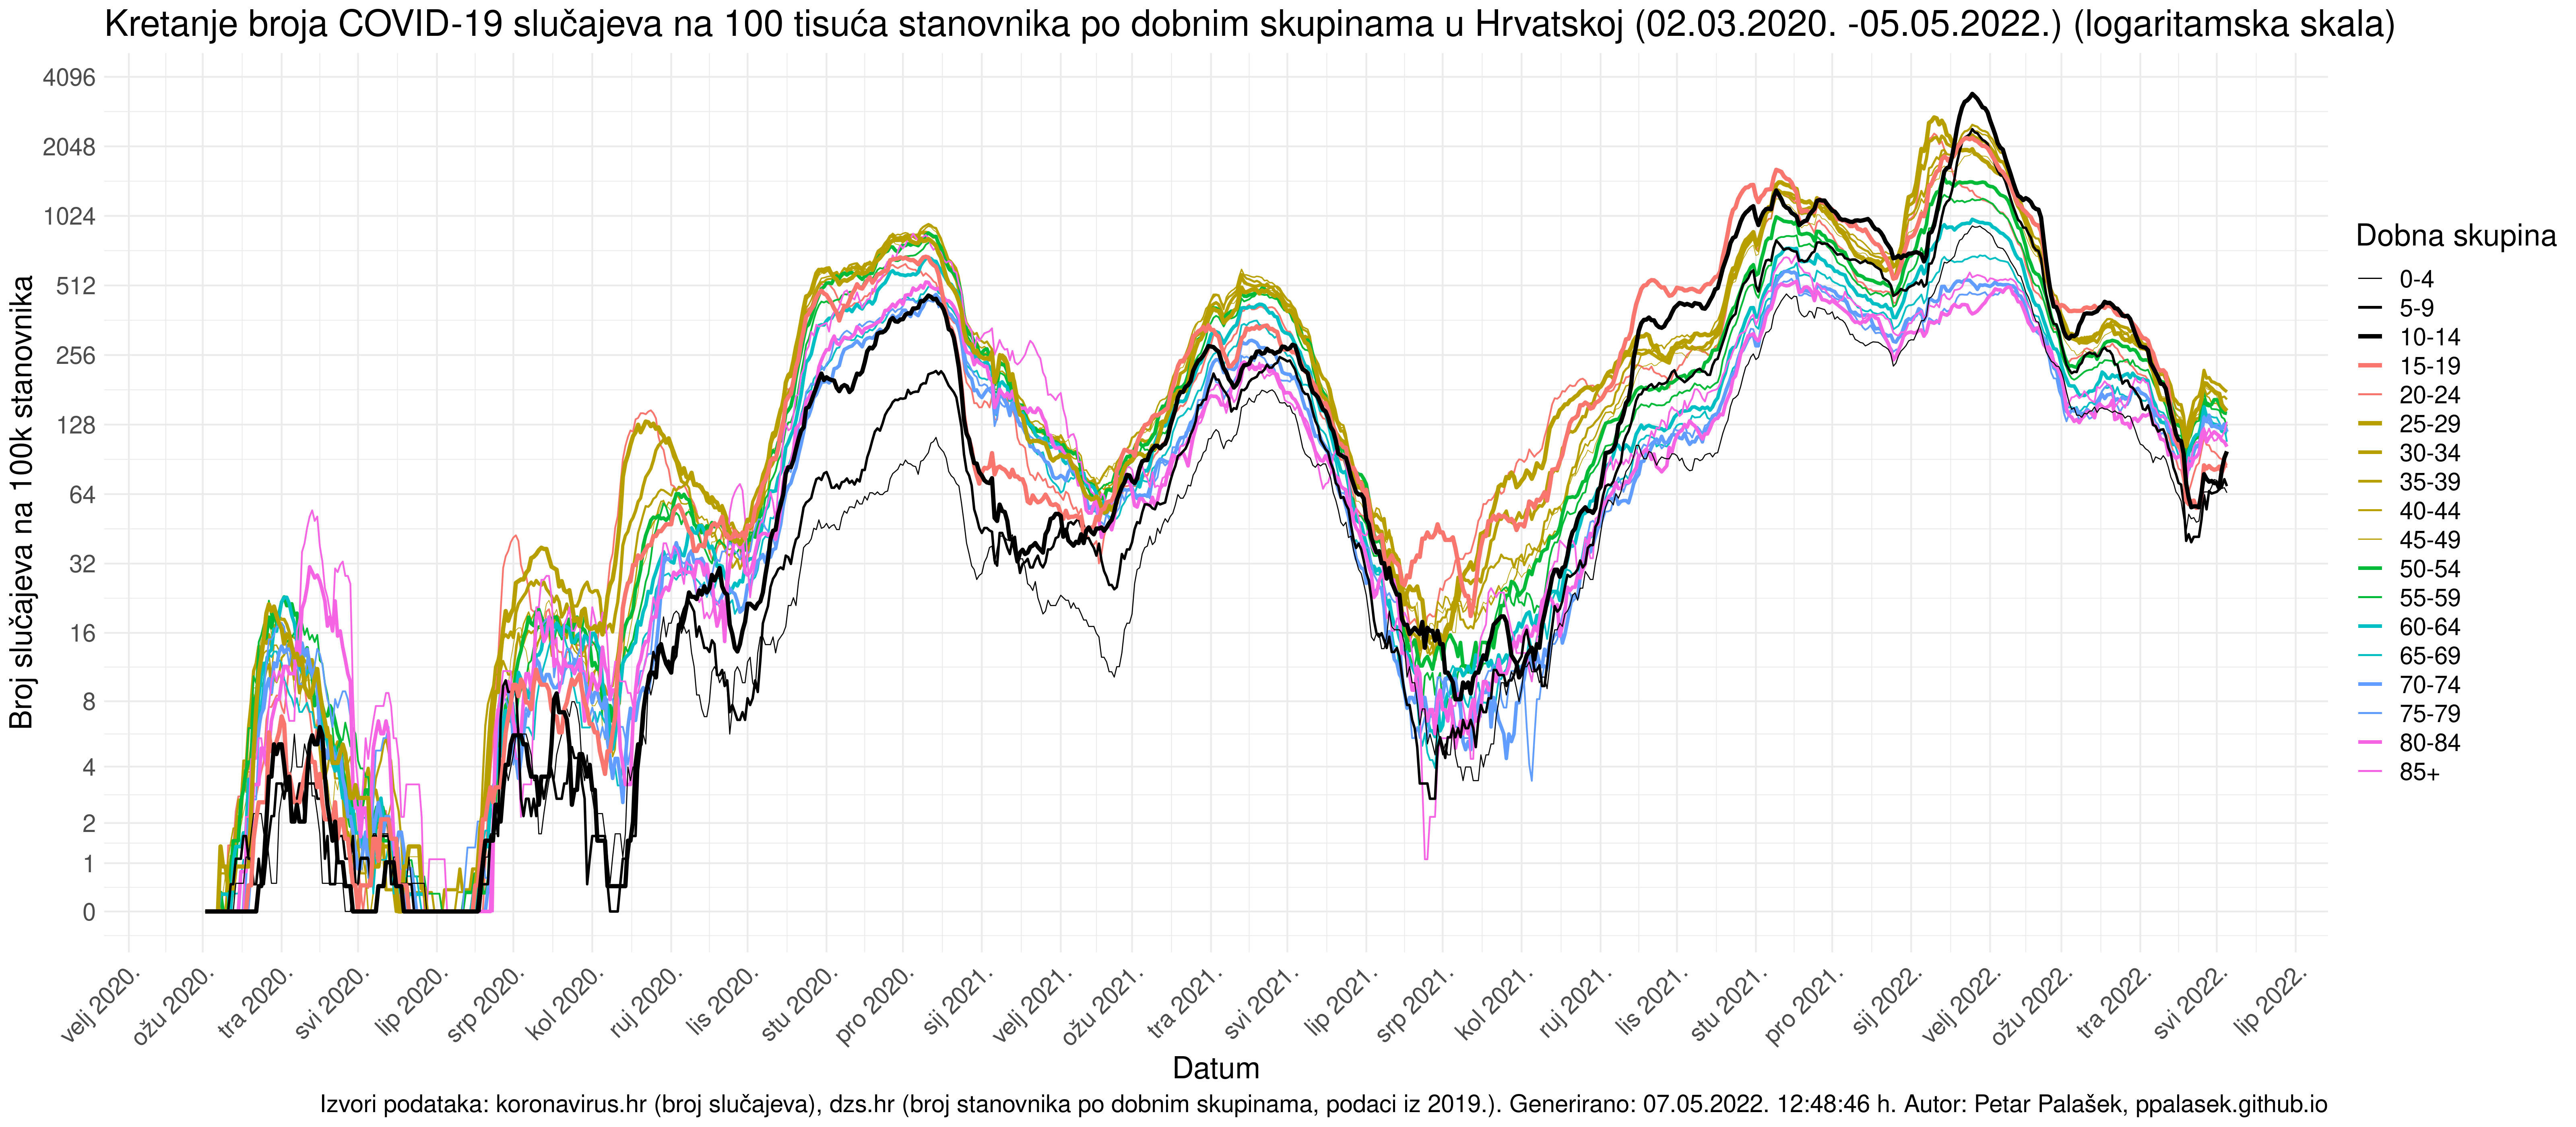 Kretanje broja COVID-19 slučajeva na 100 tisuća stanovnika po dobnim skupinama u Hrvatskoj (02.03.2020. -05.05.2022.) (logaritamska skala)
Broj slučajeva na 100k stanovnika
4096
2048
1024
512
256
128
64
32
16
8
4
2
1
0
velj 2020.
ožu 2020.
tra 2020.
svi 2020.
lip 2020.
srp 2020.
kol 2020.
ruj 2020.
lis 2020.
stu 2020.
pro 2020.
sij 2021.
velj 2021.
ožu 2021.
tra 2021.
svi 2021.
lip 2021.
srp 2021.
kol 2021.
ruj 2021.
lis 2021.
stu 2021.
pro 2021.
sij 2022.
velj 2022.
ožu 2022.
tra 2022.
svi 2022.
lip 2022.
Datum
Dobna skupina
0-4
5-9
10-14
15-19
20-24
25-29
30-34
35-39
40-44
45-49
50-54
55-59
60-64
65-69
70-74
75-79
80-84
85+
Izvori podataka: koronavirus.hr (broj slučajeva), dzs.hr (broj stanovnika po dobnim skupinama, podaci iz 2019.). Generirano: 07.05.2022. 12:48:46 h. Autor: Petar Palašek, ppalasek.github.io